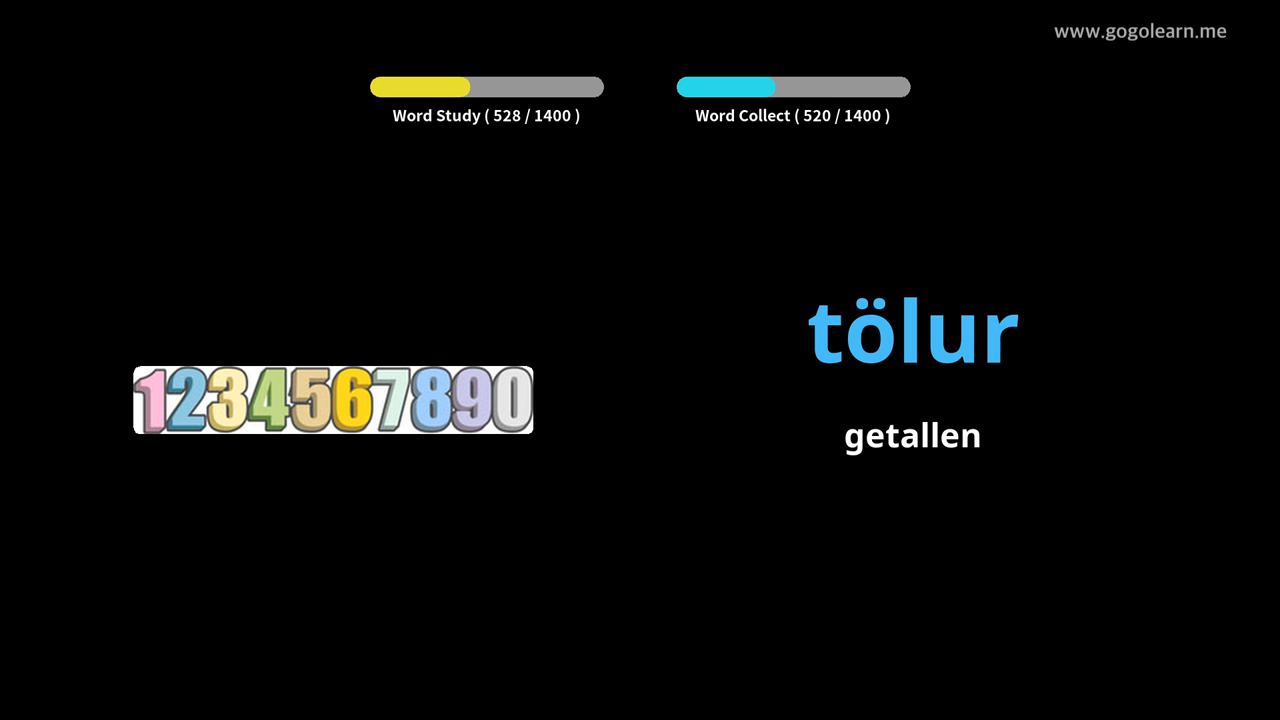 www.gogolearn.me
Word Study ( 528 / 1400 )
Word Collect ( 520 / 1400 )
tölur
1234567890
getallen